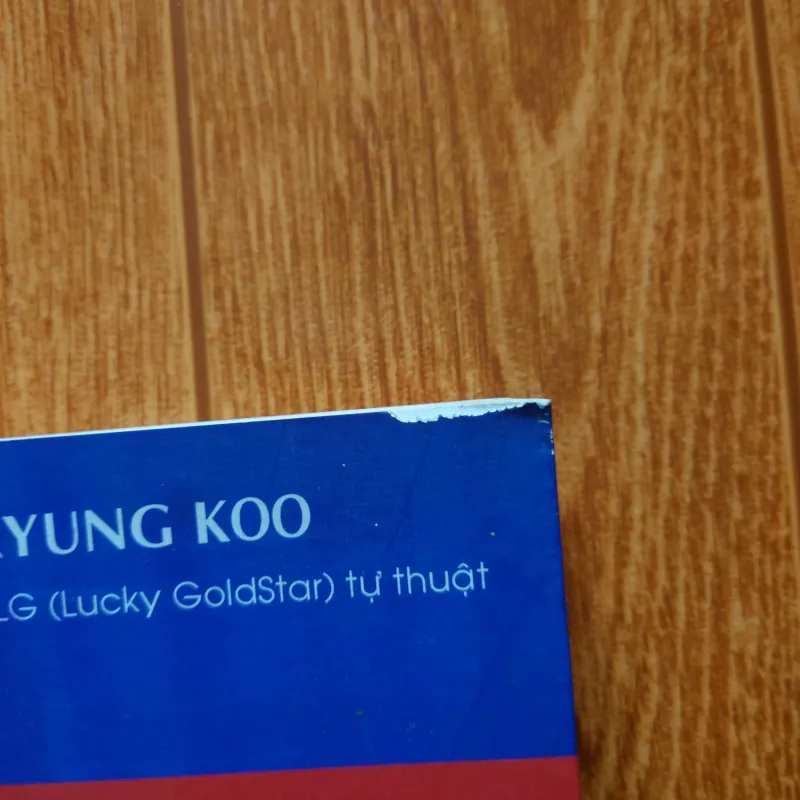 YUNG KOO
LG (Lucky GoldStar) tự thuật